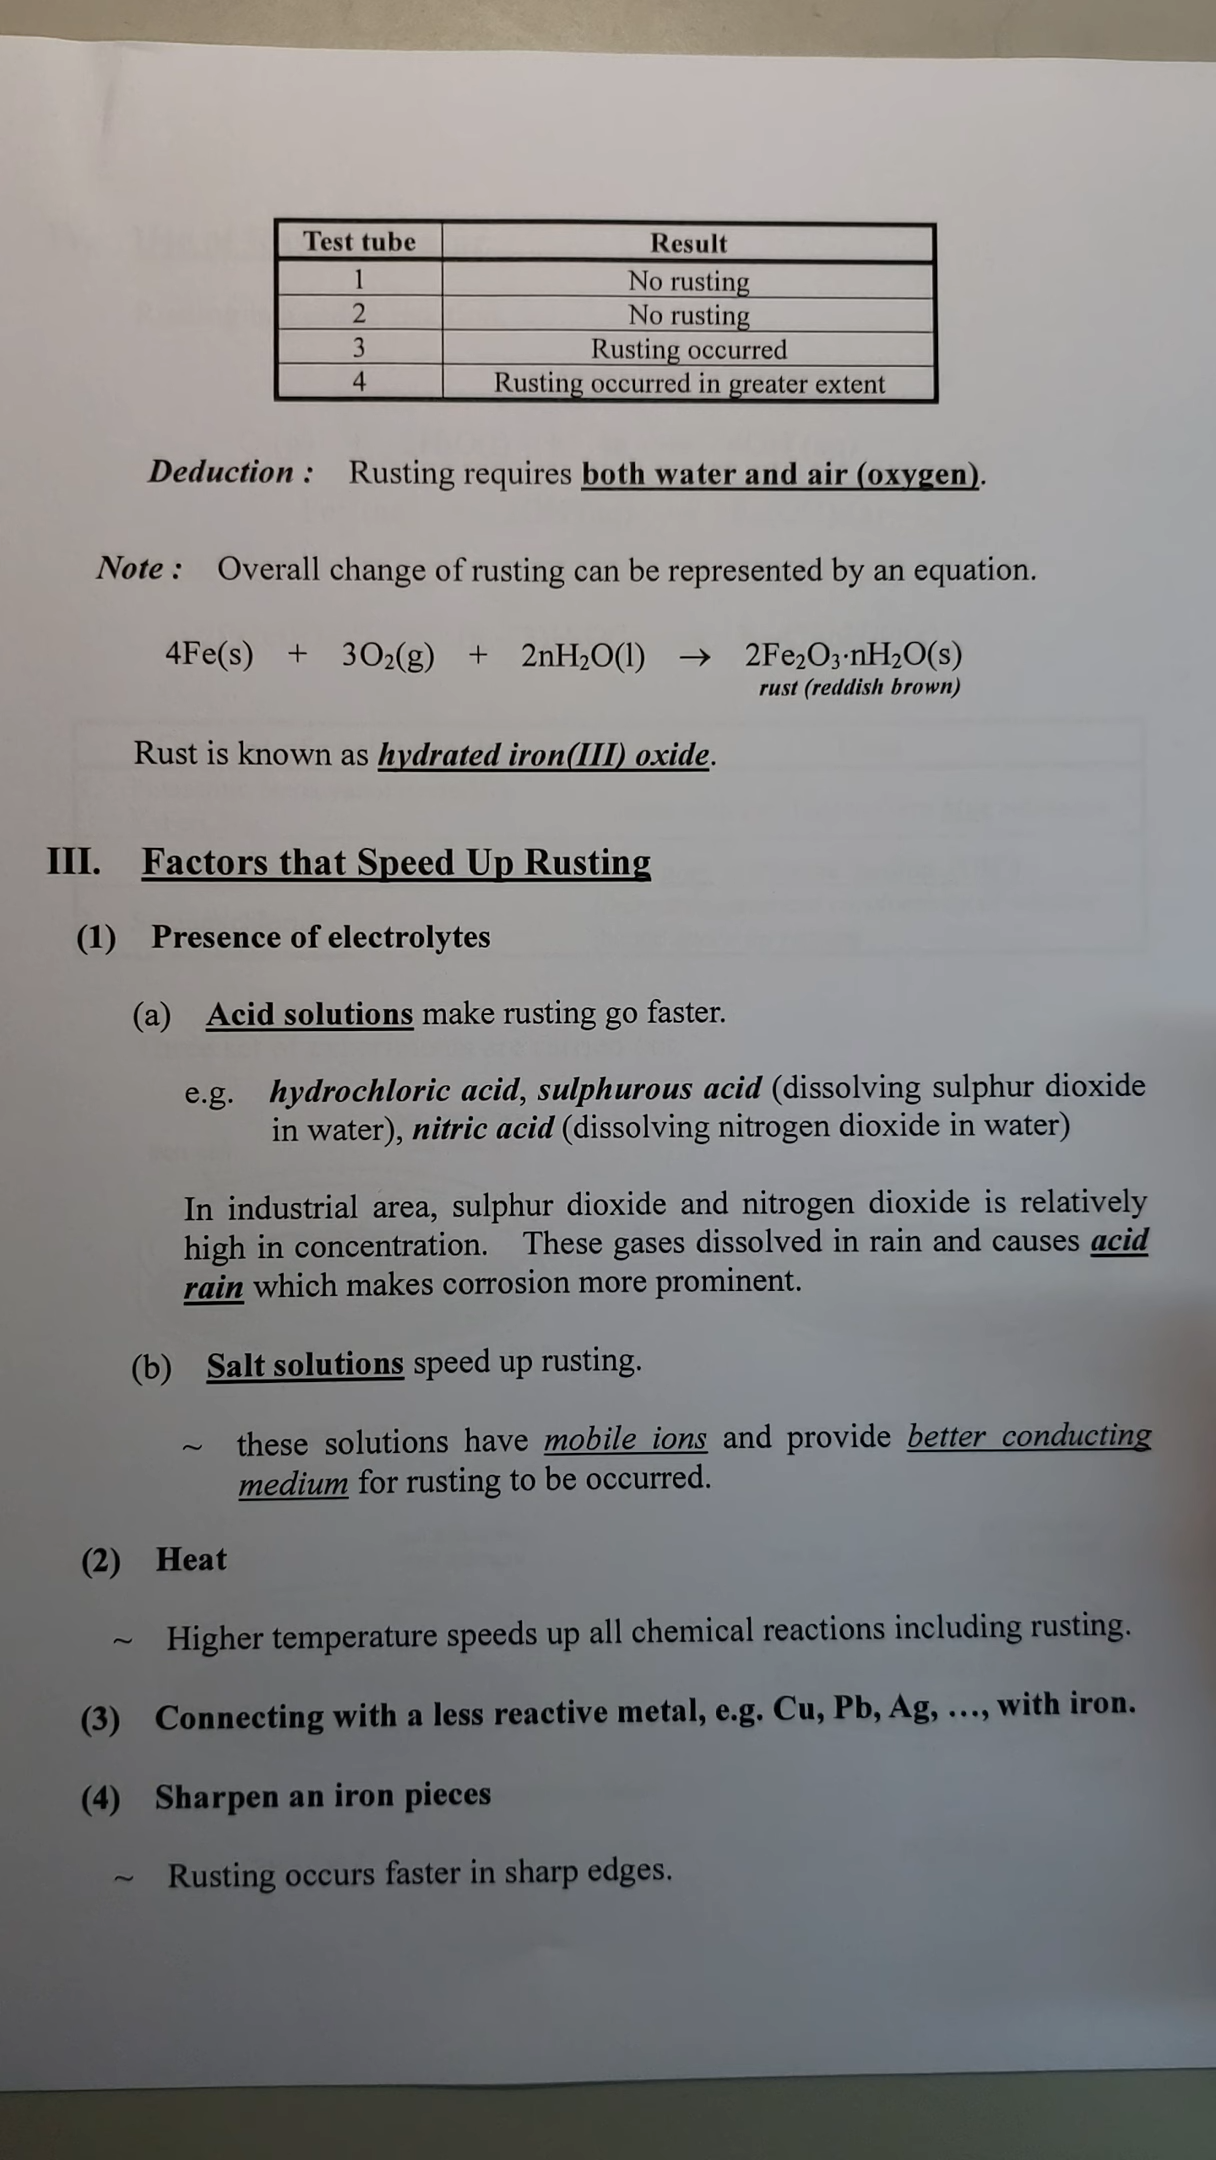 Test tube Result
1 No rusting
2 No rusting
3 Rusting occurred
4 Rusting occurred in greater extent
Deduction : Rusting requires both water and air (oxygen).
Note : Overall change of rusting can be represented by an equation.
4Fe(s) + 3O₂(g) + 2nH₂O(l) → 2Fe₂O₃·nH₂O(s)
rust (reddish brown)
Rust is known as hydrated iron(III) oxide.
III. Factors that Speed Up Rusting
(1) Presence of electrolytes
(a) Acid solutions make rusting go faster.
e.g. hydrochloric acid, sulphurous acid (dissolving sulphur dioxide
in water), nitric acid (dissolving nitrogen dioxide in water)
In industrial area, sulphur dioxide and nitrogen dioxide is relatively
high in concentration. These gases dissolved in rain and causes acid
rain which makes corrosion more prominent.
(b) Salt solutions speed up rusting.
~ these solutions have mobile ions and provide better conducting
medium for rusting to be occurred.
(2) Heat
~ Higher temperature speeds up all chemical reactions including rusting.
(3) Connecting with a less reactive metal, e.g. Cu, Pb, Ag, ..., with iron.
(4) Sharpen an iron pieces
~ Rusting occurs faster in sharp edges.